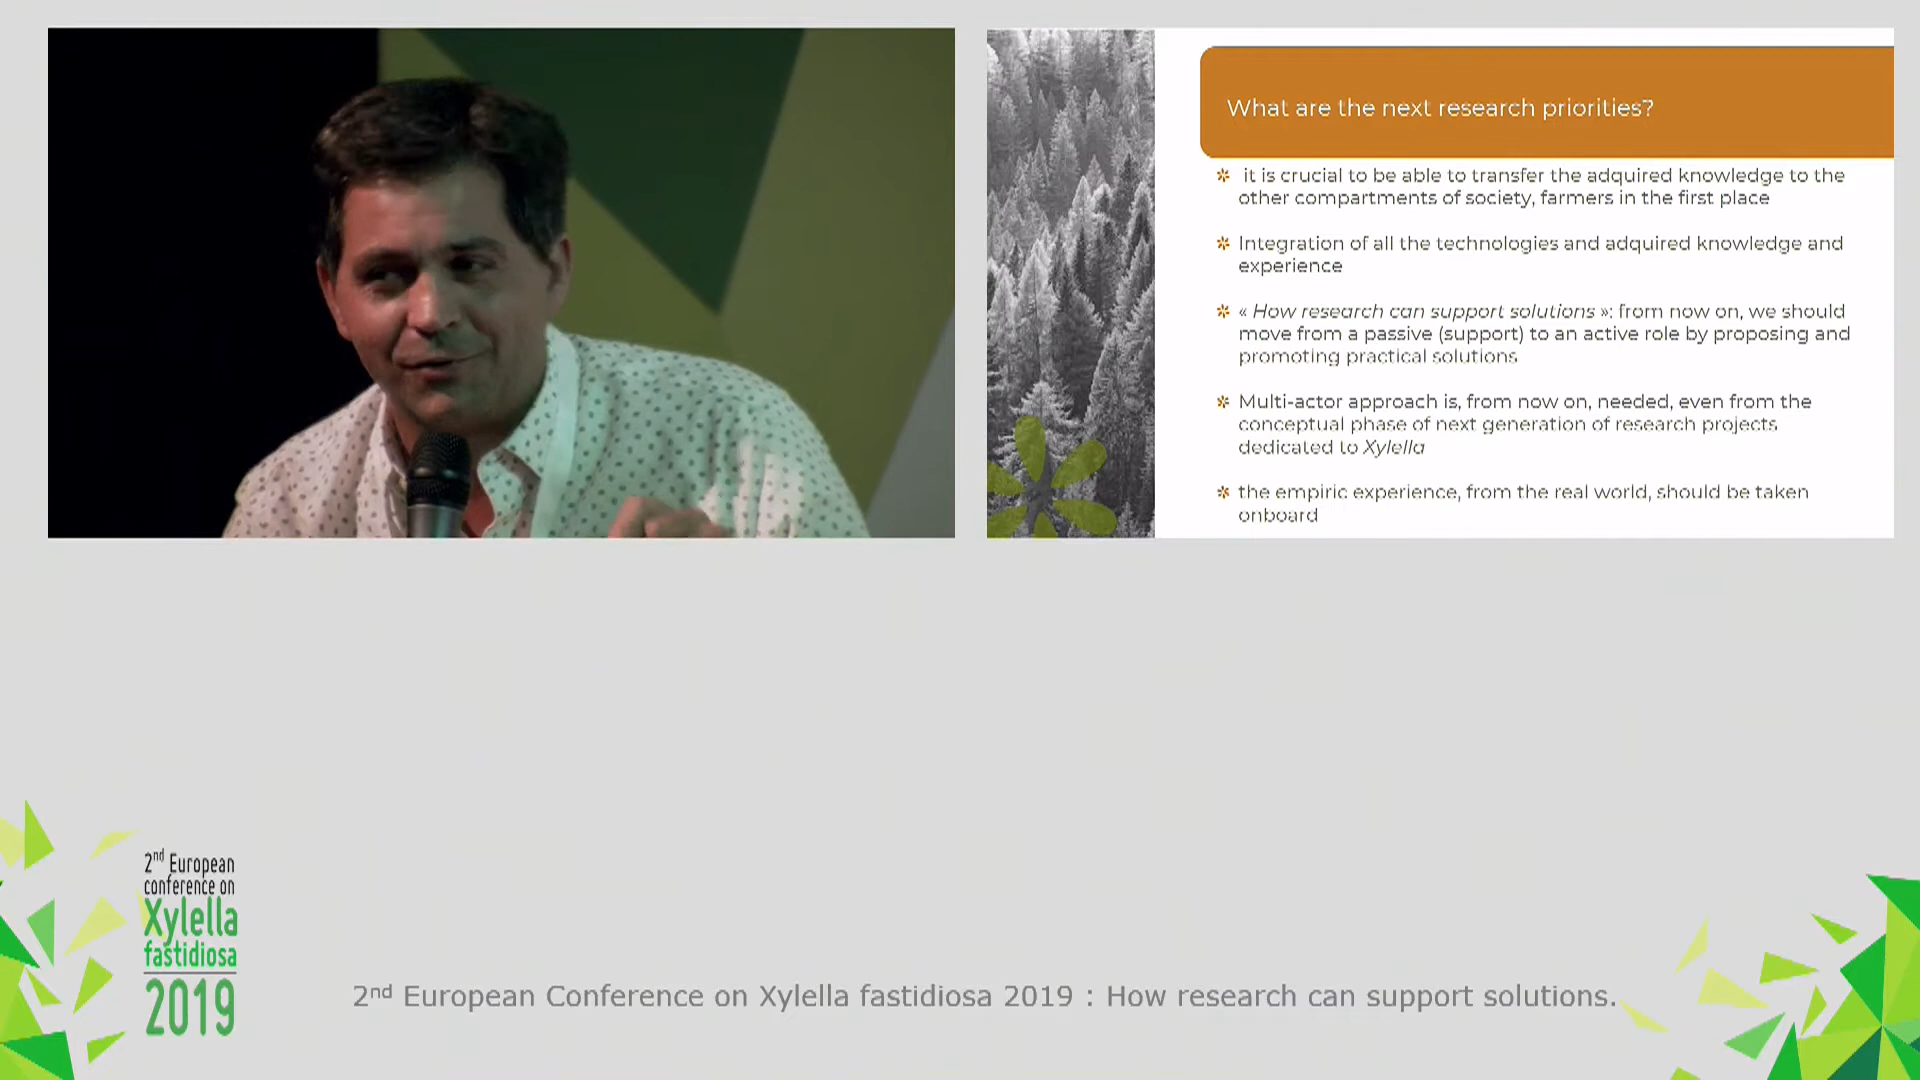 What are the next research priorities?
✲ it is crucial to be able to transfer the adquired knowledge to the
other compartments of society, farmers in the first place
✲ Integration of all the technologies and adquired knowledge and
experience
✲ « How research can support solutions »: from now on, we should
move from a passive (support) to an active role by proposing and
promoting practical solutions
✲ Multi-actor approach is, from now on, needed, even from the
conceptual phase of next generation of research projects
dedicated to Xylella
✲ the empiric experience, from the real world, should be taken
onboard
2nd European
conference on
Xylella
fastidiosa
2019
2nd European Conference on Xylella fastidiosa 2019 : How research can support solutions.